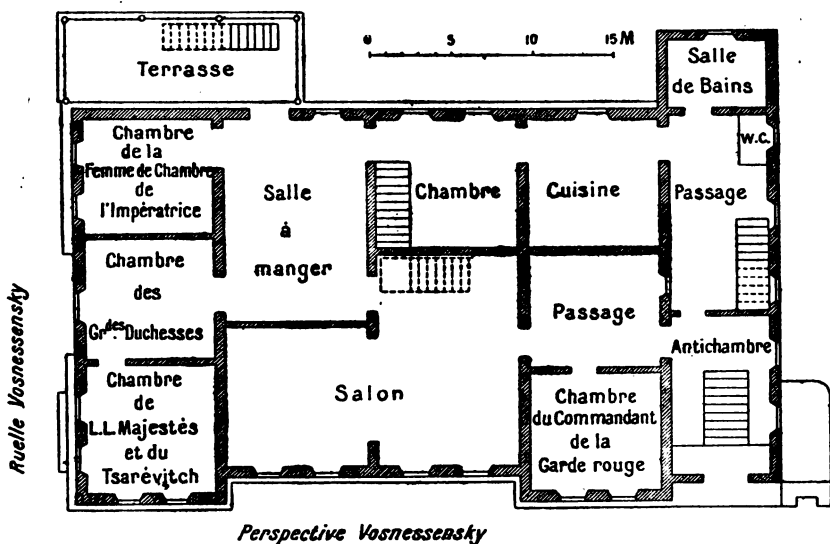 Terrasse
0 5 10 15 M
Salle
de Bains
Chambre
de la
Femme de Chambre
de
l'Impératrice
W.C.
Salle
à
manger
Chambre
Cuisine
Passage
Chambre
des
Grdes. Duchesses
Passage
Antichambre
Chambre
de
L.L. Majestés
et du
Tsarévitch
Salon
Chambre
du Commandant
de la
Garde rouge
Ruelle Vosnessensky
Perspective Vosnessensky